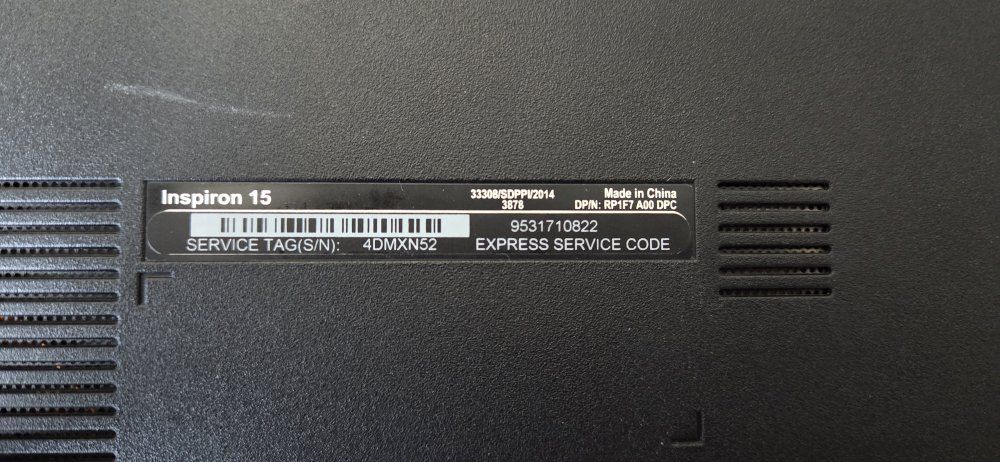 Inspiron 15
33308/SDPPI/2014
3878
Made in China
DP/N: RP1F7 A00 DPC
9531710822
SERVICE TAG(S/N): 4DMXN52
EXPRESS SERVICE CODE